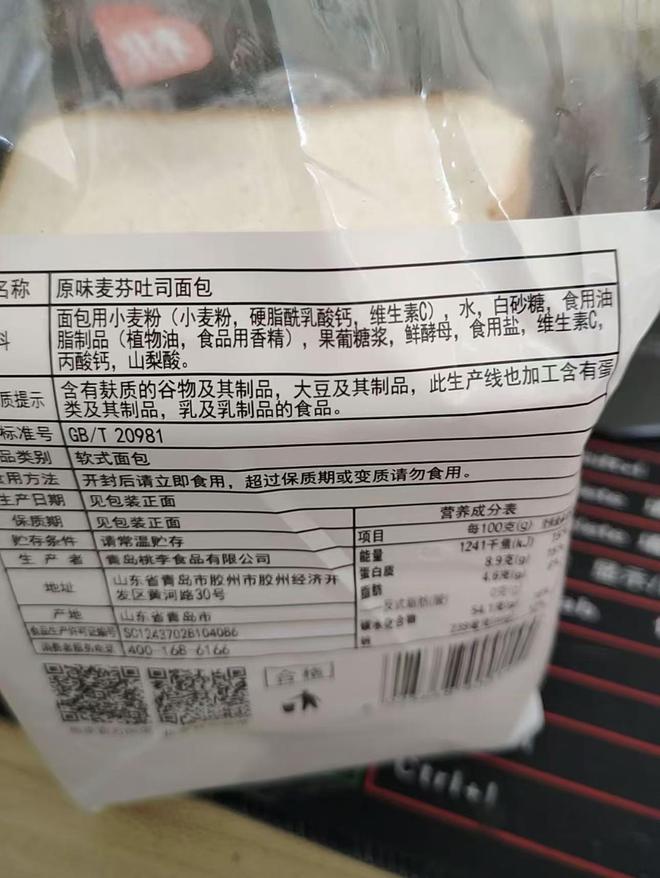 名称 原味麦芬吐司面包
料 面包用小麦粉（小麦粉，硬脂酰乳酸钙，维生素C），水，白砂糖，食用油
脂制品（植物油，食品用香精），果葡糖浆，鲜酵母，食用盐，维生素C，
丙酸钙，山梨酸。
质提示 含有麸质的谷物及其制品，大豆及其制品，此生产线也加工含有蛋
类及其制品，乳及乳制品的食品。
标准号 GB/T 20981
品类别 软式面包
食用方法 开封后请立即食用，超过保质期或变质请勿食用。
生产日期 见包装正面
保质期 见包装正面
贮存条件 请常温贮存
生产者 青岛桃李食品有限公司
地址 山东省青岛市胶州市胶州经济开
发区黄河路30号
产地 山东省青岛市
食品生产许可证编号 SC12437028104086
400-168-6166
营养成分表
项目 每100克(g)
能量 1241千焦(kJ)
蛋白质 8.9克(g)
脂肪 4.6克(g)
合格
Ctrl+